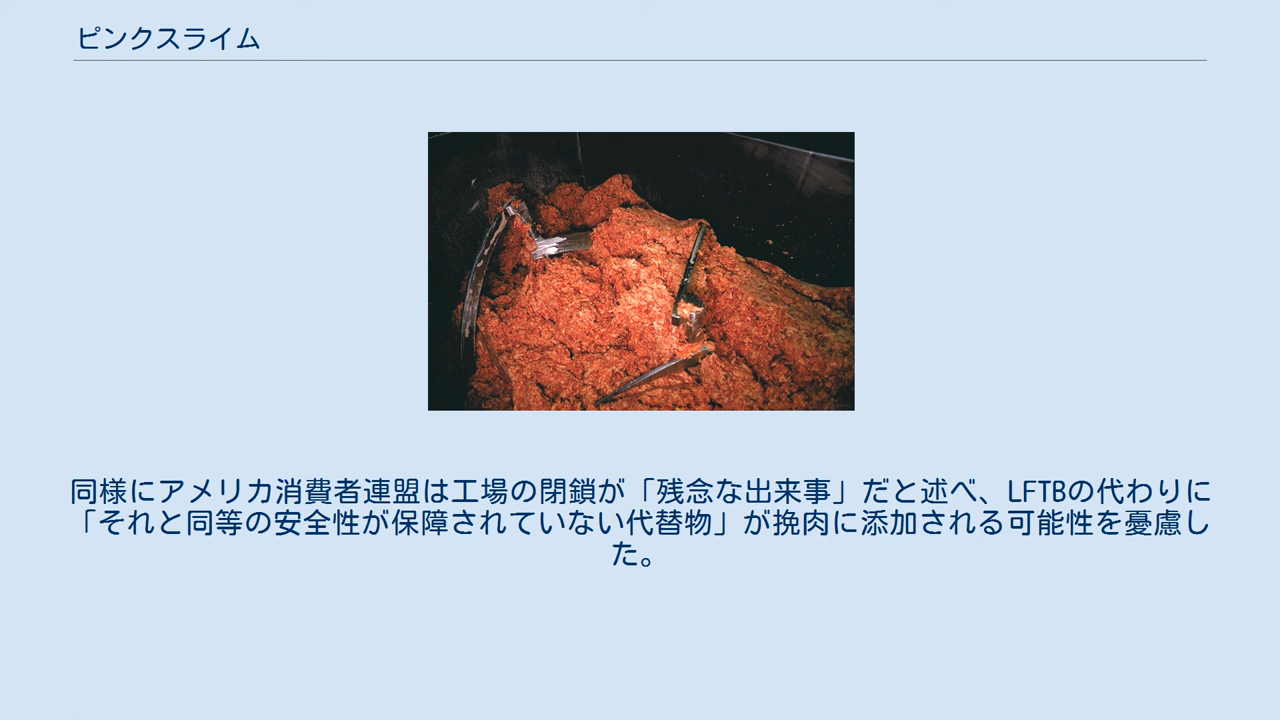 ピンクスライム
同様にアメリカ消費者連盟は工場の閉鎖が「残念な出来事」だと述べ、LFTBの代わりに
「それと同等の安全性が保障されていない代替物」が挽肉に添加される可能性を憂慮し
た。